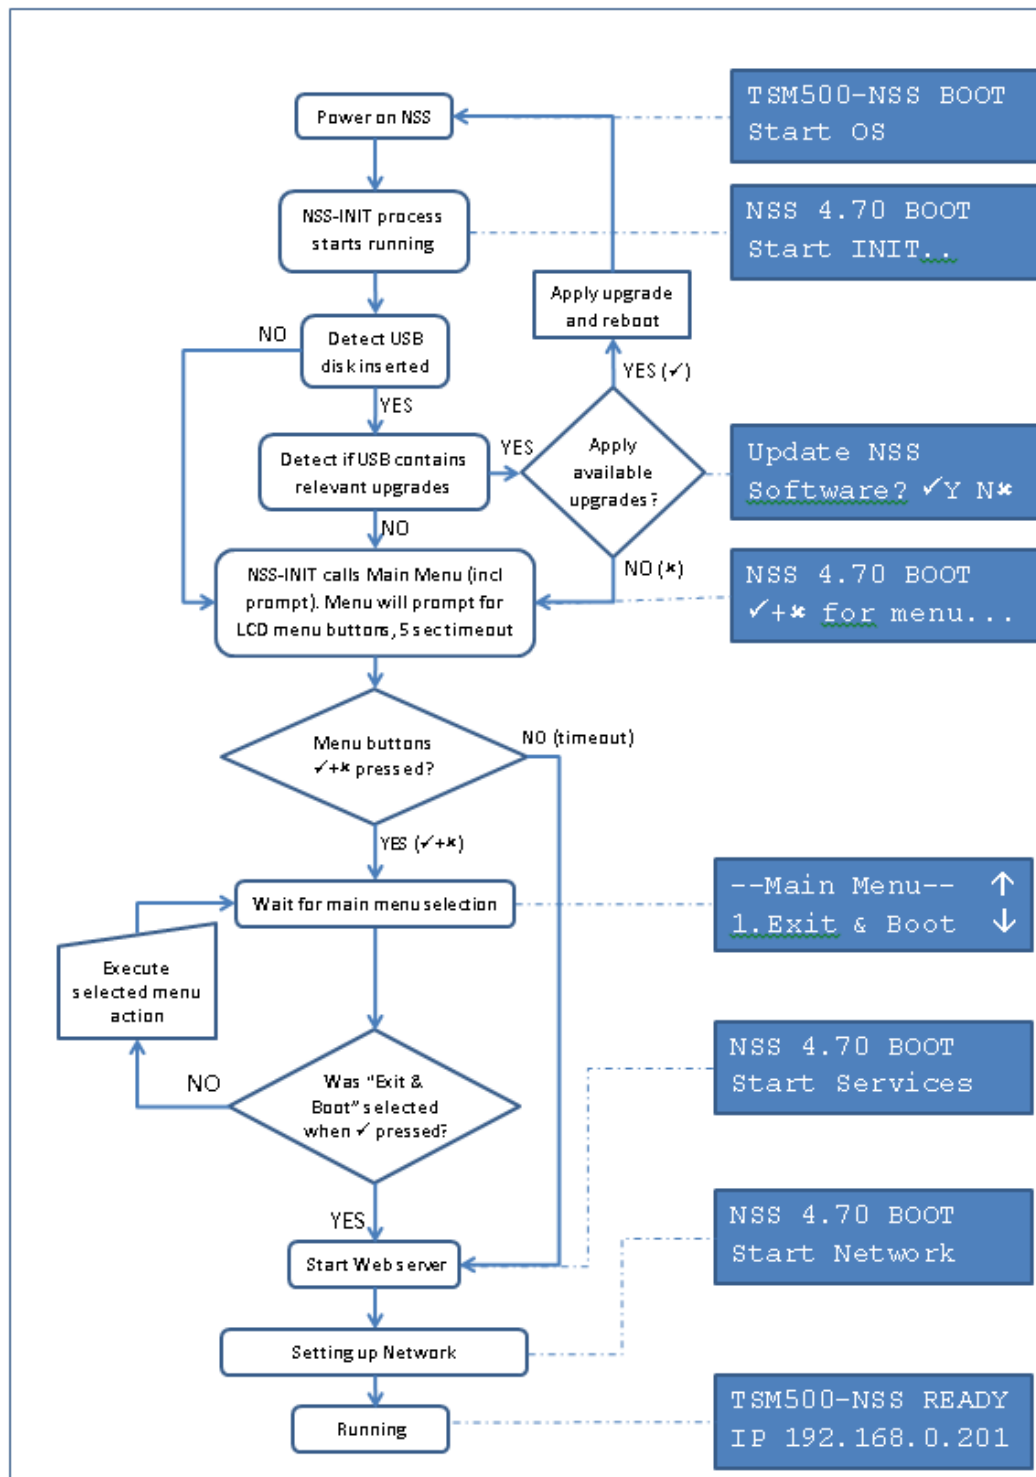 TSM500-NSS BOOT
Start OS
Power on NSS
NSS 4.70 BOOT
Start INIT..
NSS-INIT process
starts running
Apply upgrade
and reboot
NO
Detect USB
disk inserted
YES (✓)
YES
Detect if USB contains
relevant upgrades
YES
Apply
available
upgrades?
Update NSS
Software? ✓Y N✖
NO
NO (✖)
NSS-INIT calls Main Menu (incl
prompt). Menu will prompt for
LCD menu buttons, 5 sec timeout
NSS 4.70 BOOT
✓+✖ for menu...
Menu buttons
✓+✖ pressed?
NO (timeout)
YES (✓+✖)
Wait for main menu selection
--Main Menu-- ↑
1.Exit & Boot ↓
Execute
selected menu
action
NO
Was "Exit &
Boot" selected
when ✓ pressed?
NSS 4.70 BOOT
Start Services
YES
Start Web server
NSS 4.70 BOOT
Start Network
Setting up Network
Running
TSM500-NSS READY
IP 192.168.0.201